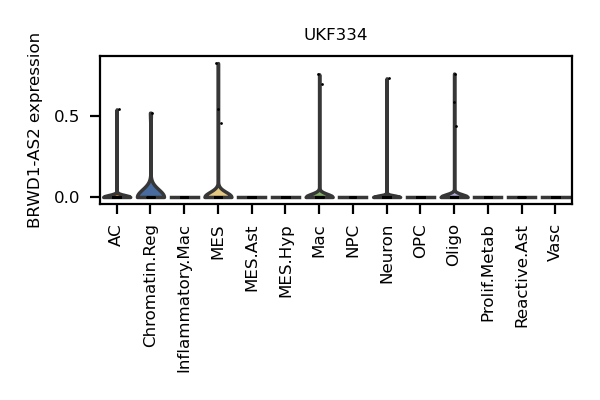 UKF334
BRWD1-AS2 expression
0.5
0.0
AC
Chromatin.Reg
Inflammatory.Mac
MES
MES.Ast
MES.Hyp
Mac
NPC
Neuron
OPC
Oligo
Prolif.Metab
Reactive.Ast
Vasc